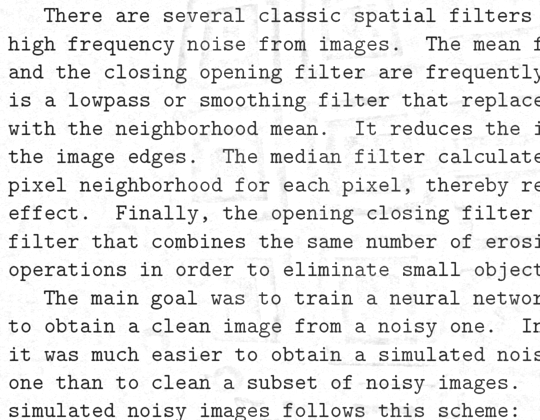 There are several classic spatial filters
high frequency noise from images. The mean f
and the closing opening filter are frequently
is a lowpass or smoothing filter that replace
with the neighborhood mean. It reduces the i
the image edges. The median filter calculate
pixel neighborhood for each pixel, thereby re
effect. Finally, the opening closing filter
filter that combines the same number of erosi
operations in order to eliminate small object
The main goal was to train a neural networ
to obtain a clean image from a noisy one. In
it was much easier to obtain a simulated nois
one than to clean a subset of noisy images.
simulated noisy images follows this scheme: